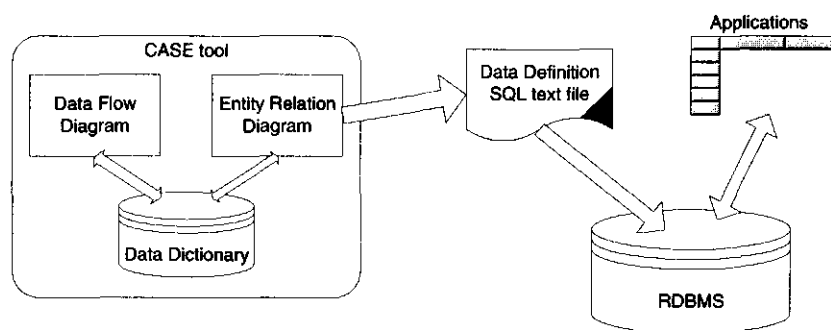 Applications
CASE tool
Data Flow
Diagram
Entity Relation
Diagram
Data Definition
SQL text file
Data Dictionary
RDBMS